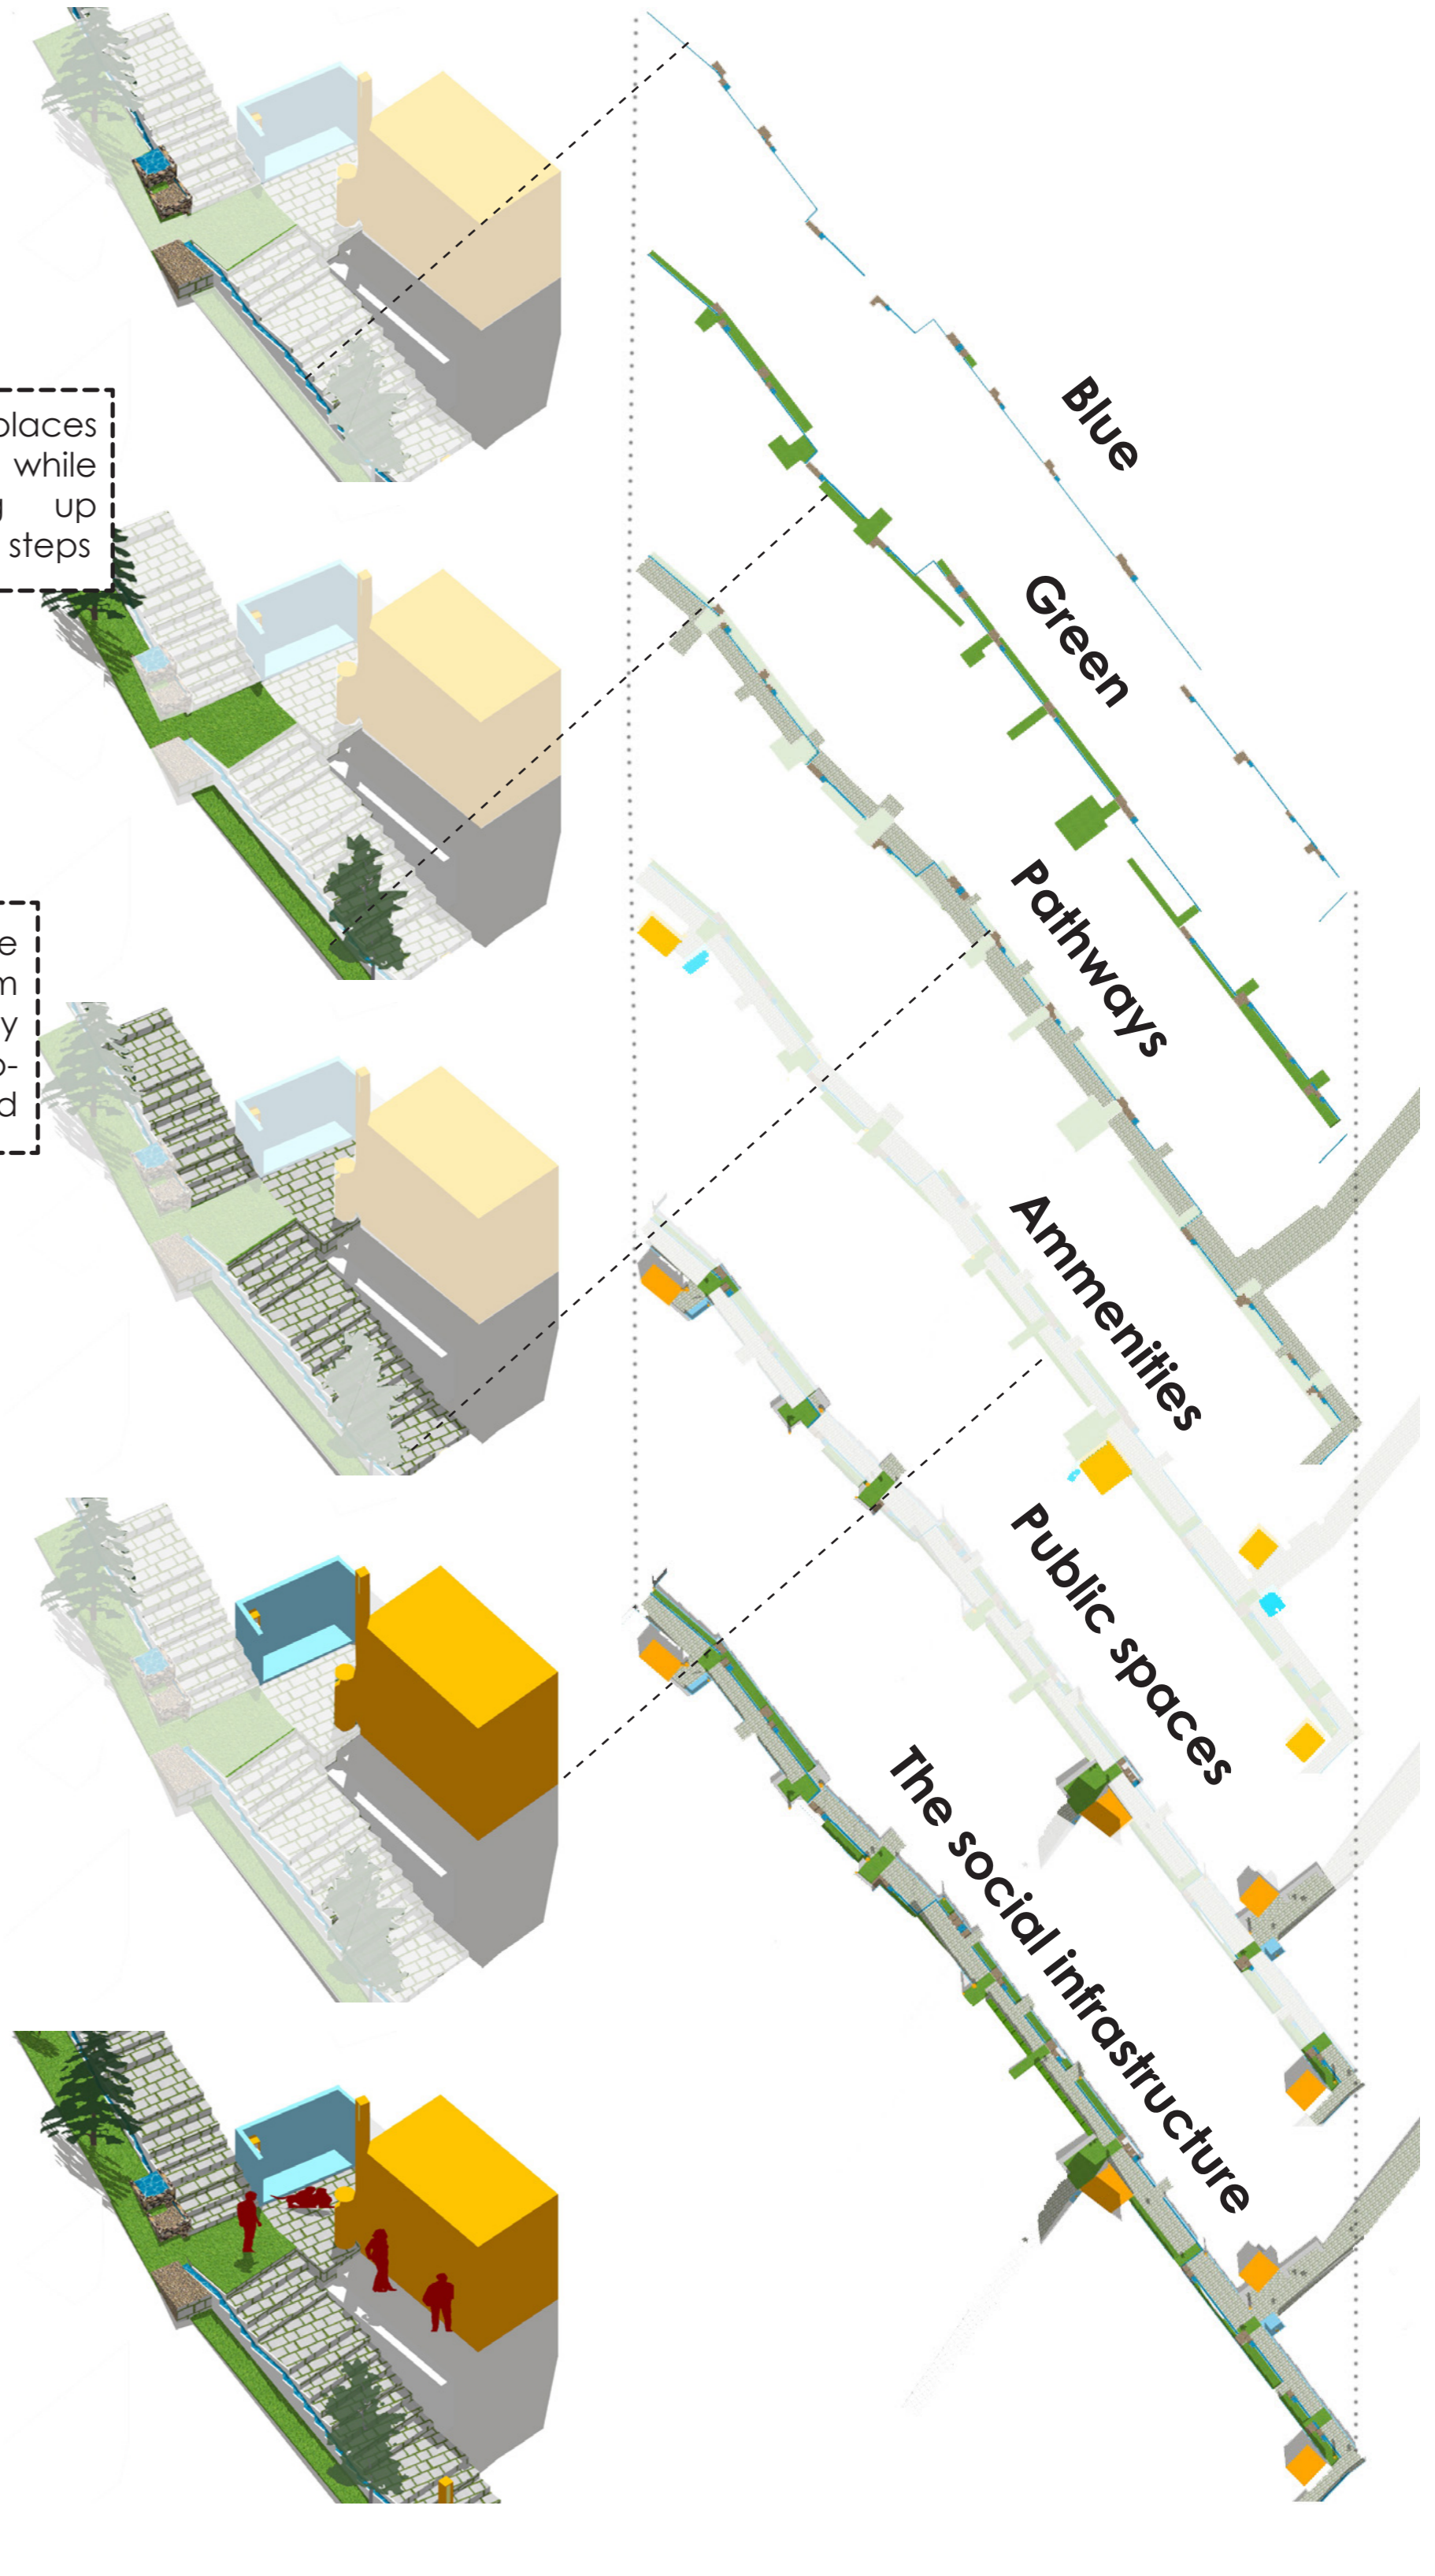 places
while
g up
steps
e
m
y
o-
d
Blue
Green
Pathways
Ammenities
Public spaces
The social infrastructure